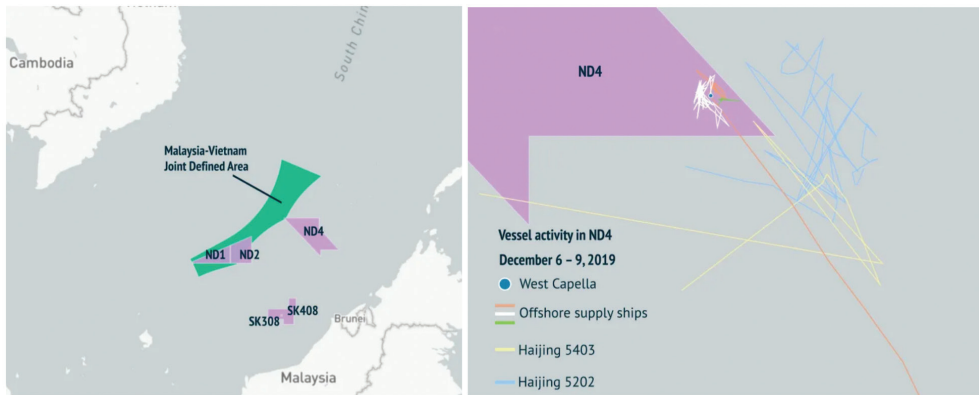 Cambodia
South China
Malaysia-Vietnam
Joint Defined Area
ND4
ND1
ND2
SK408
SK308
Brunei
Malaysia
ND4
Vessel activity in ND4
December 6 – 9, 2019
West Capella
Offshore supply ships
Haijing 5403
Haijing 5202